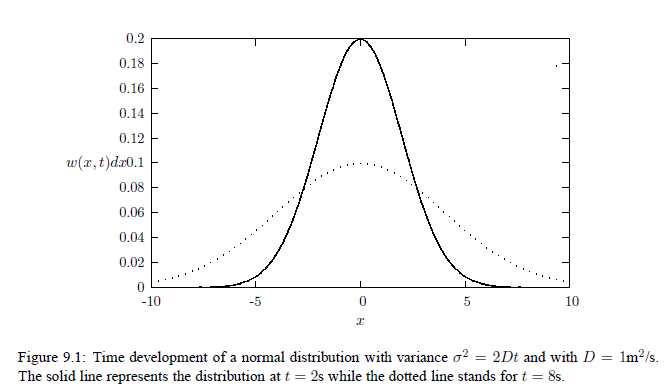 0.2
0.18
0.16
0.14
0.12
w(x, t)dx0.1
0.08
0.06
0.04
0.02
0
-10 -5 0 5 10
x
Figure 9.1: Time development of a normal distribution with variance σ² = 2Dt and with D = 1m²/s.
The solid line represents the distribution at t = 2s while the dotted line stands for t = 8s.